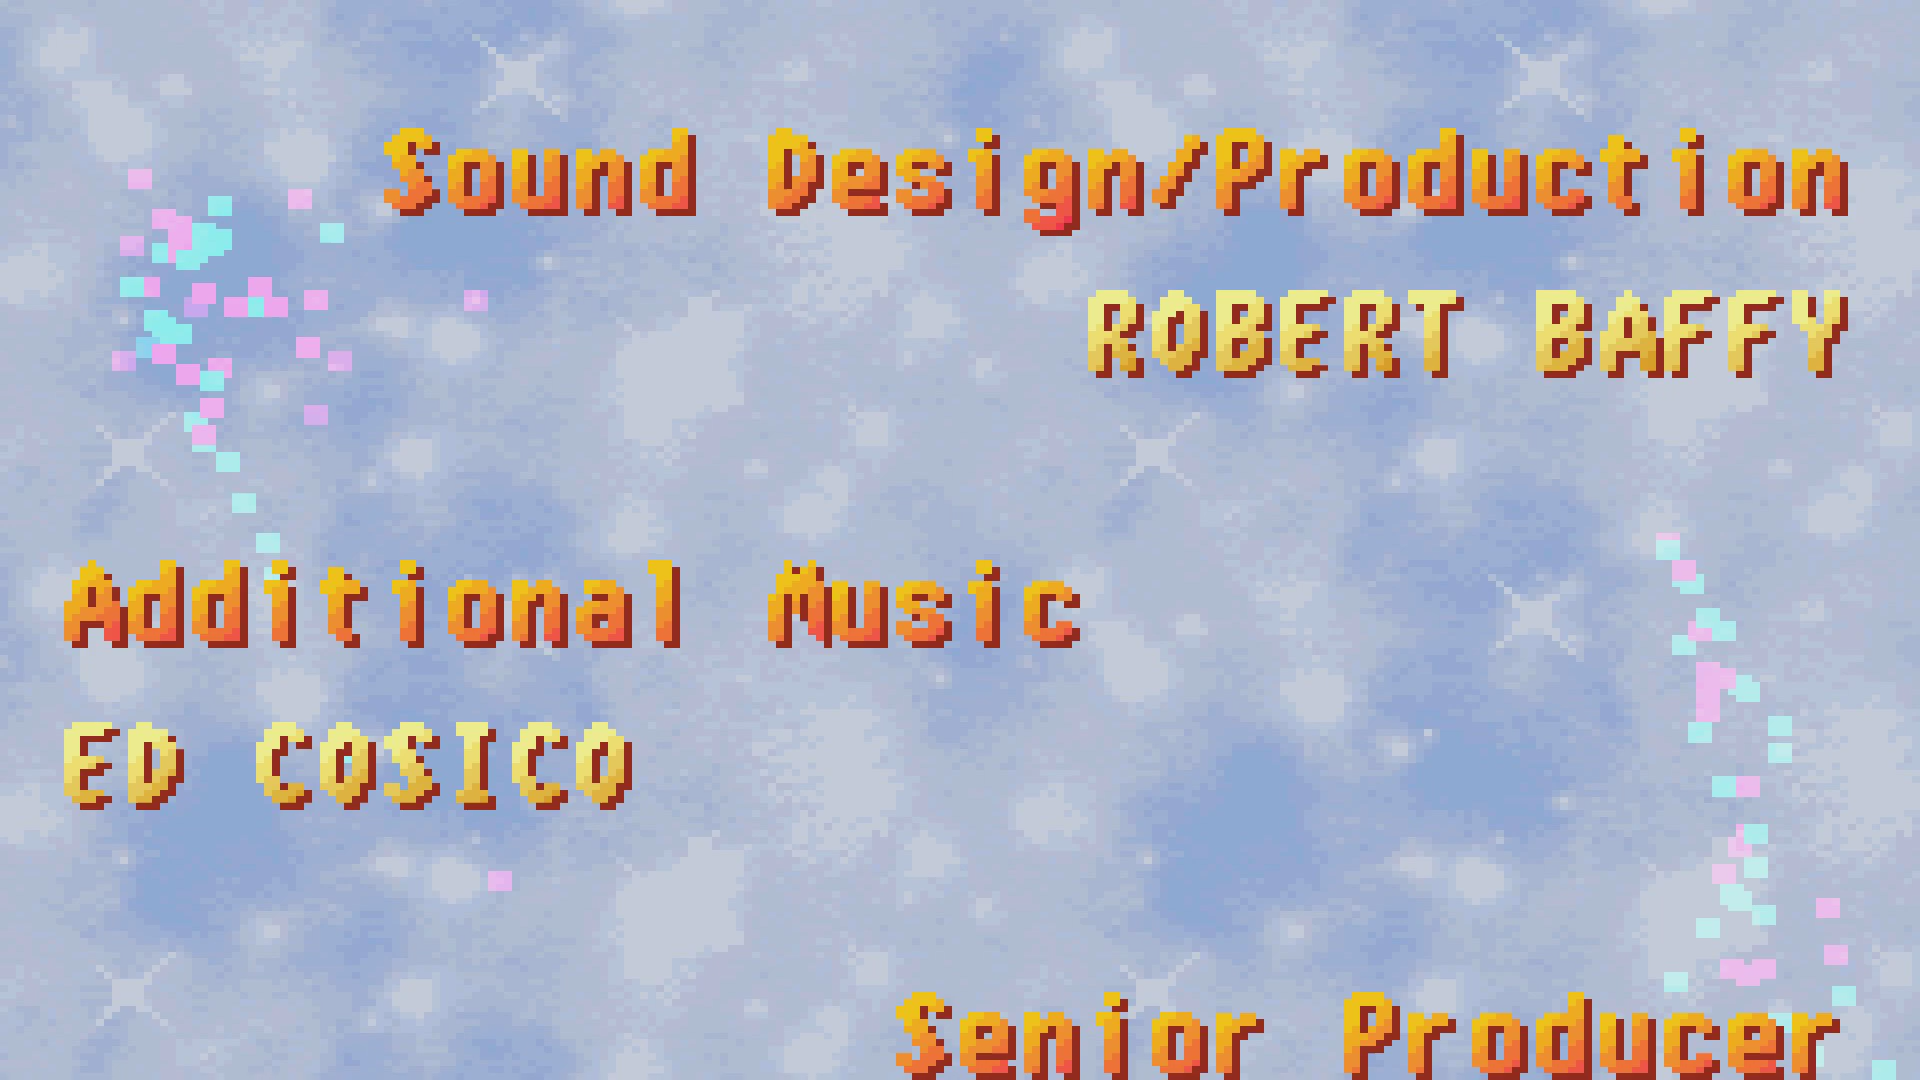 Sound Design/Production
ROBERT BAFFY
Additional Music
ED COSICO
Senior Producer